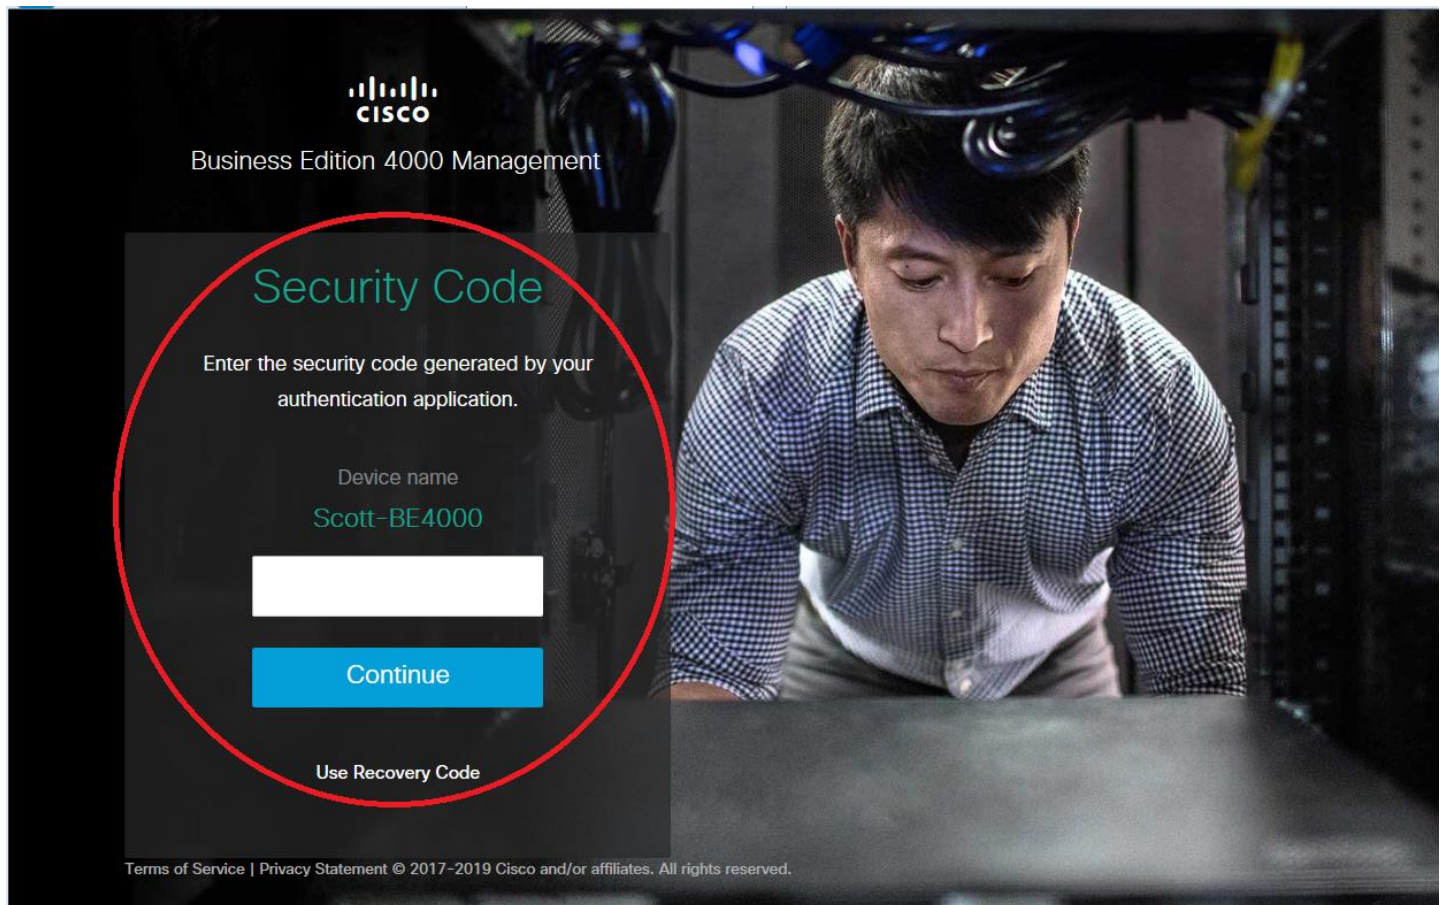 CISCO
Business Edition 4000 Management
Security Code
Enter the security code generated by your
authentication application.
Device name
Scott-BE4000
Continue
Use Recovery Code
Terms of Service | Privacy Statement © 2017-2019 Cisco and/or affiliates. All rights reserved.